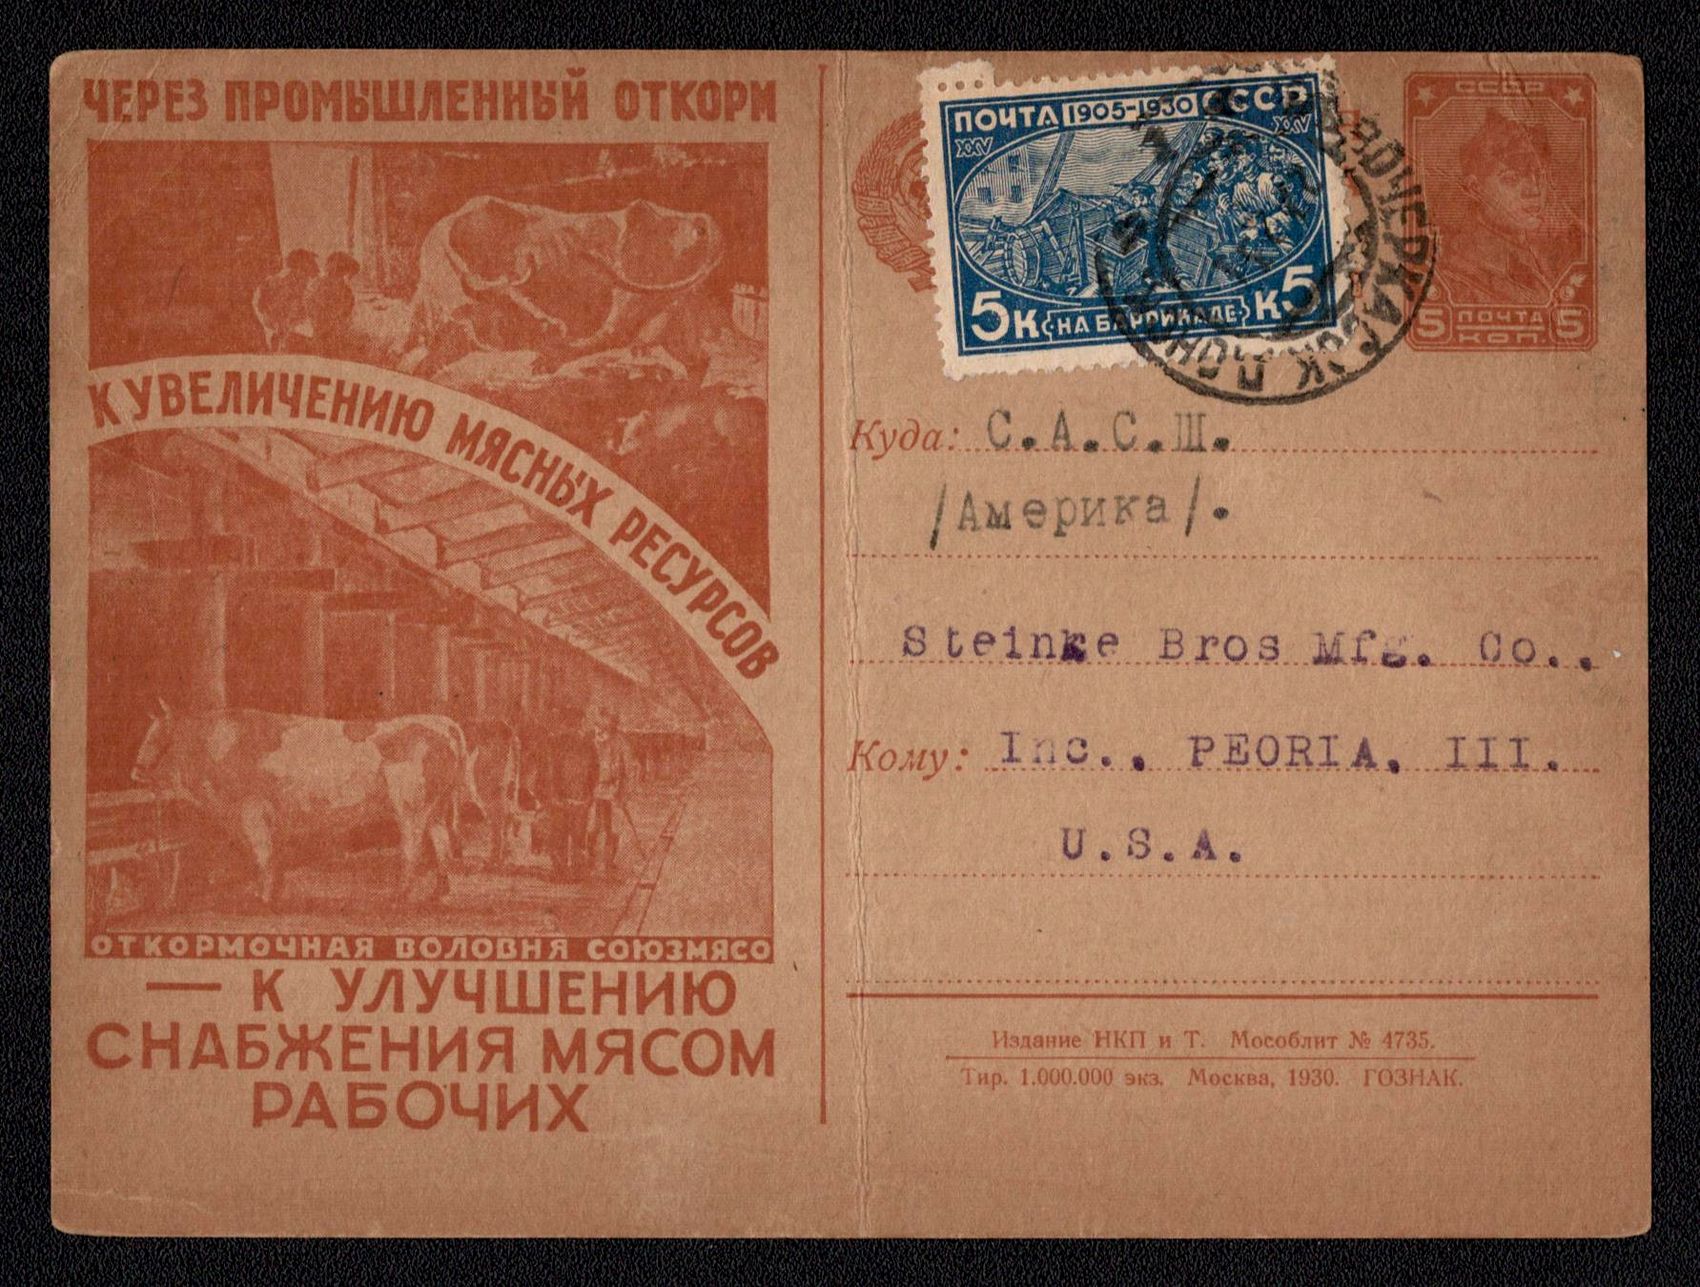 ЧЕРЕЗ ПРОМЫШЛЕННЫЙ ОТКОРМ
К УВЕЛИЧЕНИЮ МЯСНЫХ РЕСУРСОВ
ОТКОРМОЧНАЯ ВОЛОВНЯ СОЮЗМЯСО
— К УЛУЧШЕНИЮ
СНАБЖЕНИЯ МЯСОМ
РАБОЧИХ
ПОЧТА 1905-1930 СССР
XXV XXV
5К НА БАРРИКАДЕ К5
НОВОЧЕРКАССК
СССР
5 ПОЧТА 5
КОП.
Куда: С.А.С.Ш.
/Америка/.
Steinke Bros Mfg. Co.,
Кому: Inc., PEORIA, III.
U.S.A.
Издание НКП и Т. Мособлит № 4735.
Тир. 1.000.000 экз. Москва, 1930. ГОЗНАК.